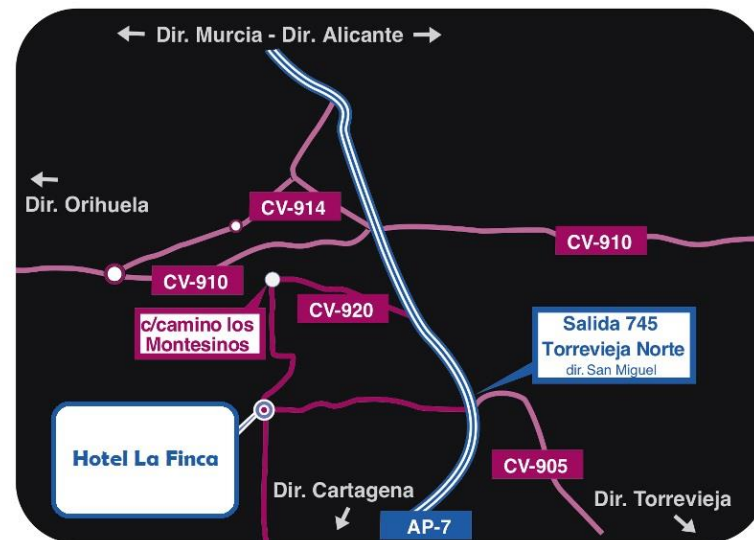 Dir. Murcia - Dir. Alicante
Dir. Orihuela
CV-914
CV-910
CV-910
c/camino los
Montesinos
CV-920
Salida 745
Torrevieja Norte
dir. San Miguel
Hotel La Finca
CV-905
Dir. Cartagena
Dir. Torrevieja
AP-7